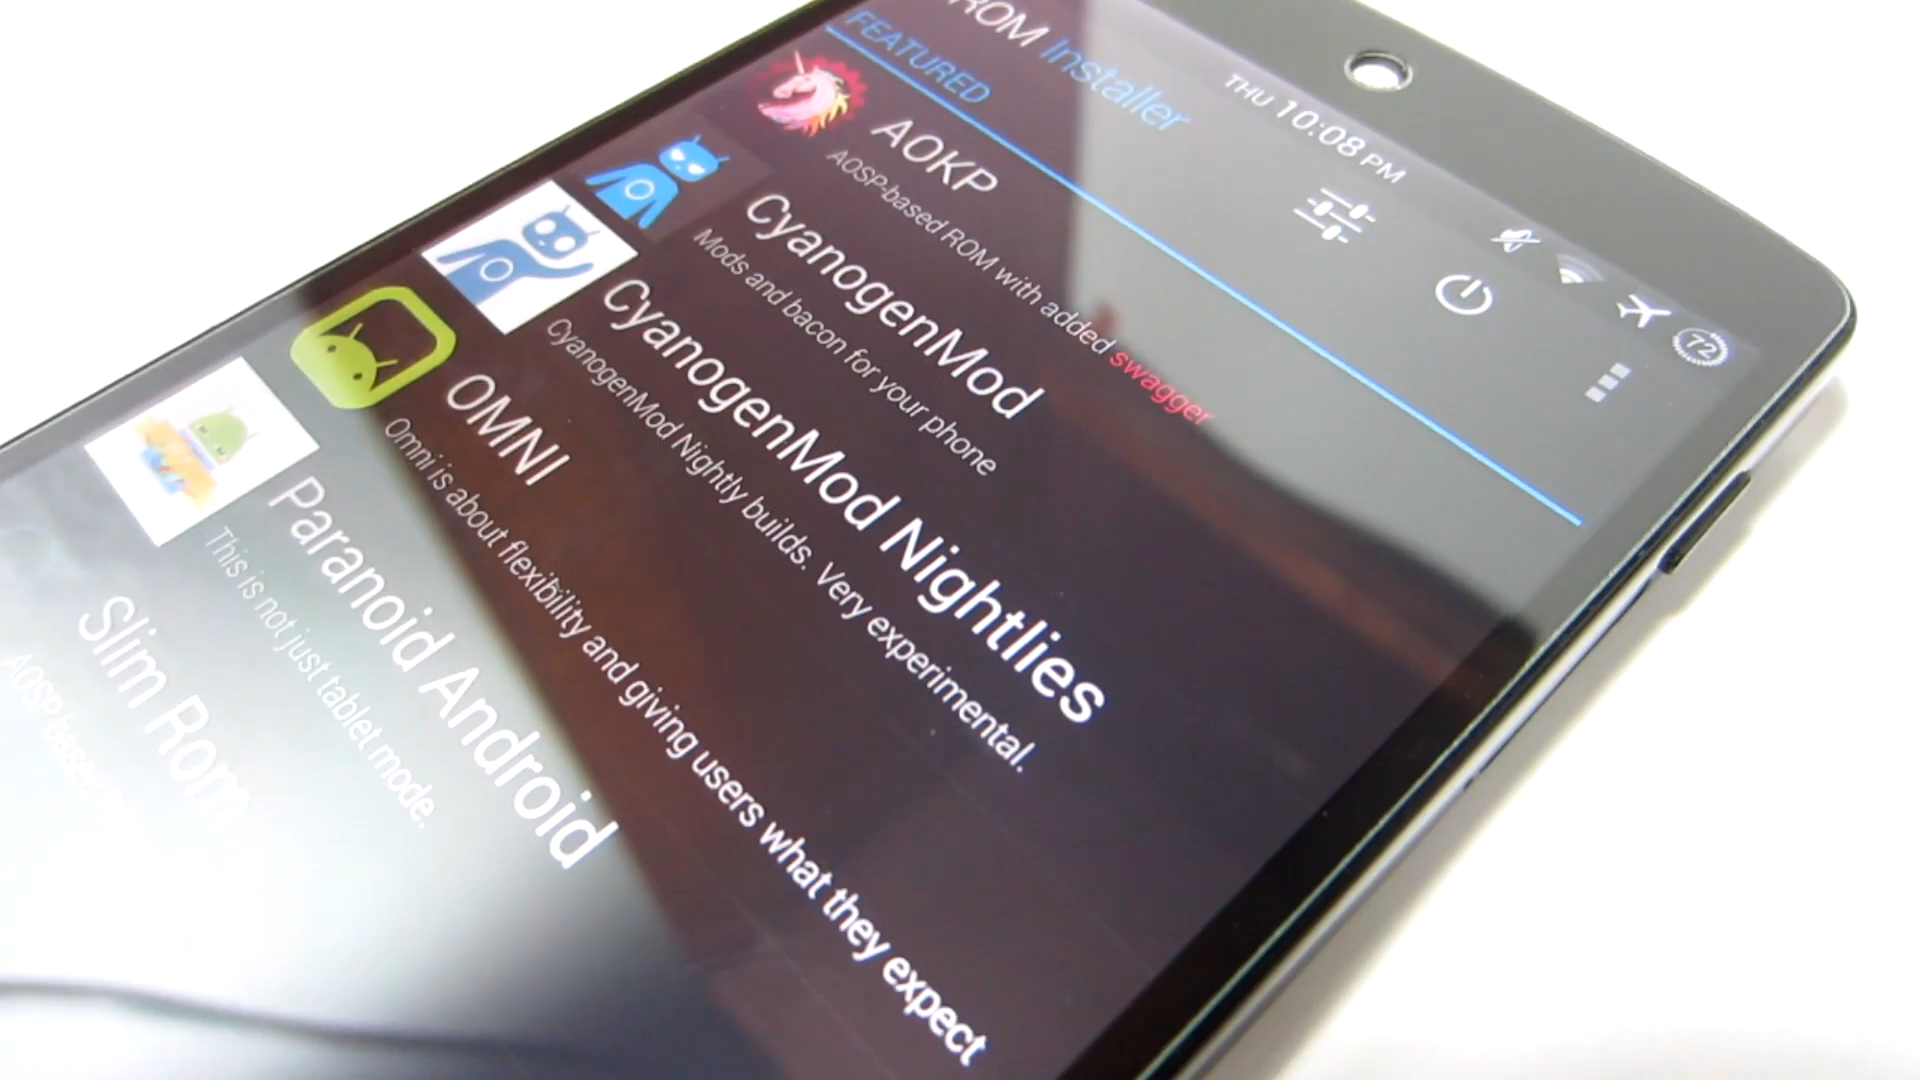 THU 10:08 PM
72
ROM Installer
FEATURED
AOKP
AOSP-based ROM with added swagger
CyanogenMod
Mods and bacon for your phone
CyanogenMod Nightlies
CyanogenMod Nightly builds. Very experimental.
OMNI
Omni is about flexibility and giving users what they expect
Paranoid Android
This is not just tablet mode.
Slim Rom
AOSP based